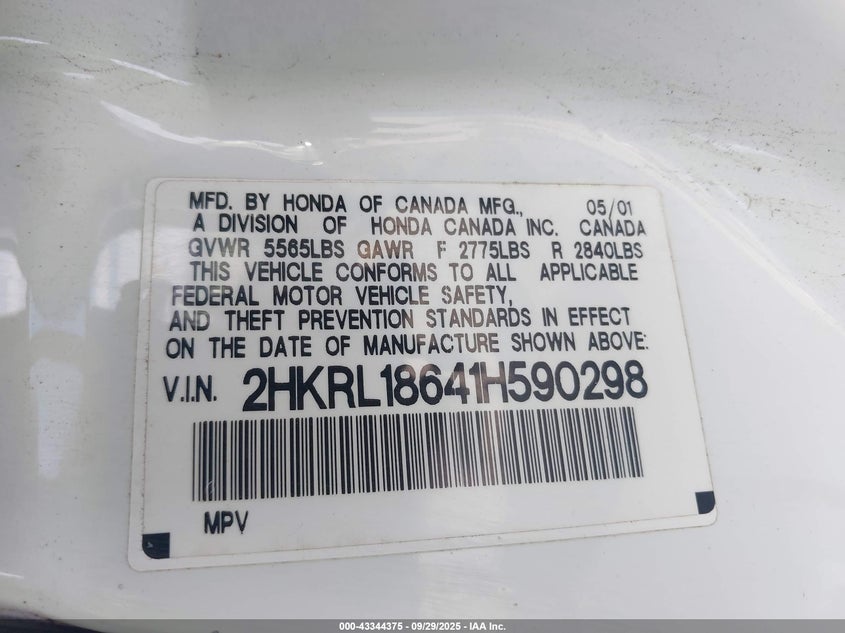 MFD. BY HONDA OF CANADA MFG., 05/01
A DIVISION OF HONDA CANADA INC. CANADA
GVWR 5565LBS GAWR F 2775LBS R 2840LBS
THIS VEHICLE CONFORMS TO ALL APPLICABLE
FEDERAL MOTOR VEHICLE SAFETY,
AND THEFT PREVENTION STANDARDS IN EFFECT
ON THE DATE OF MANUFACTURE SHOWN ABOVE:
V.I.N. 2HKRL18641H590298
MPV
000-43344375 - 09/29/2025 - IAA Inc.